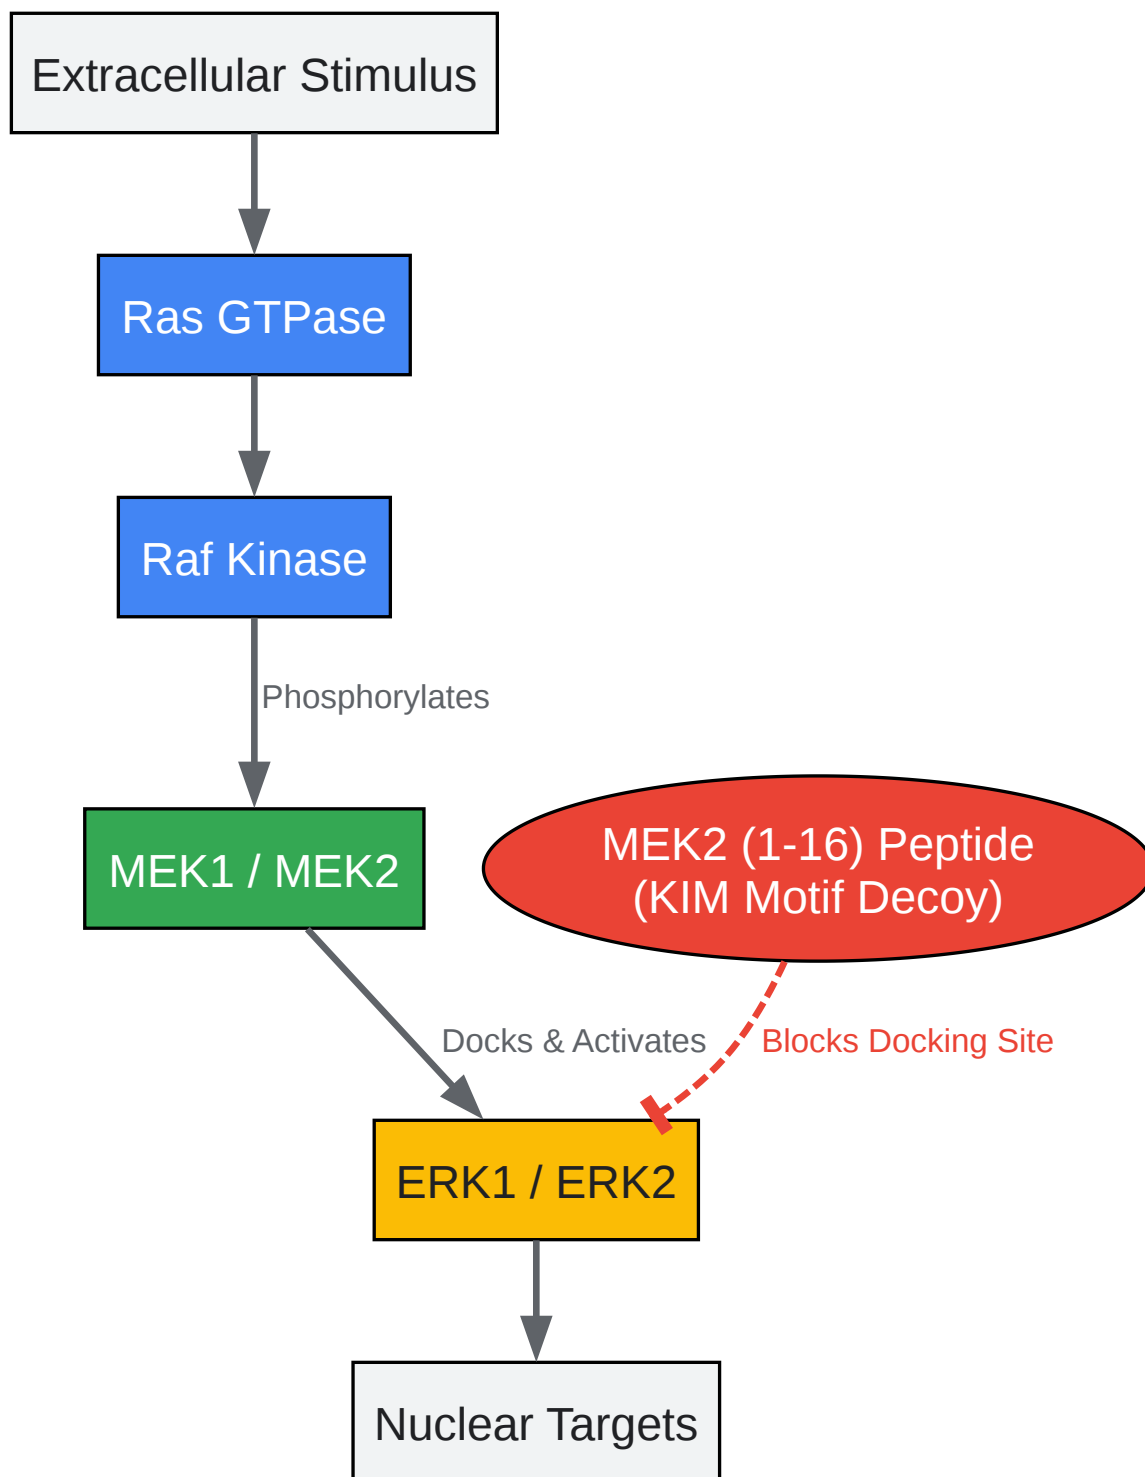 Extracellular Stimulus
Ras GTPase
Raf Kinase
Phosphorylates
MEK1 / MEK2
MEK2 (1-16) Peptide
(KIM Motif Decoy)
Docks & Activates
Blocks Docking Site
ERK1 / ERK2
Nuclear Targets